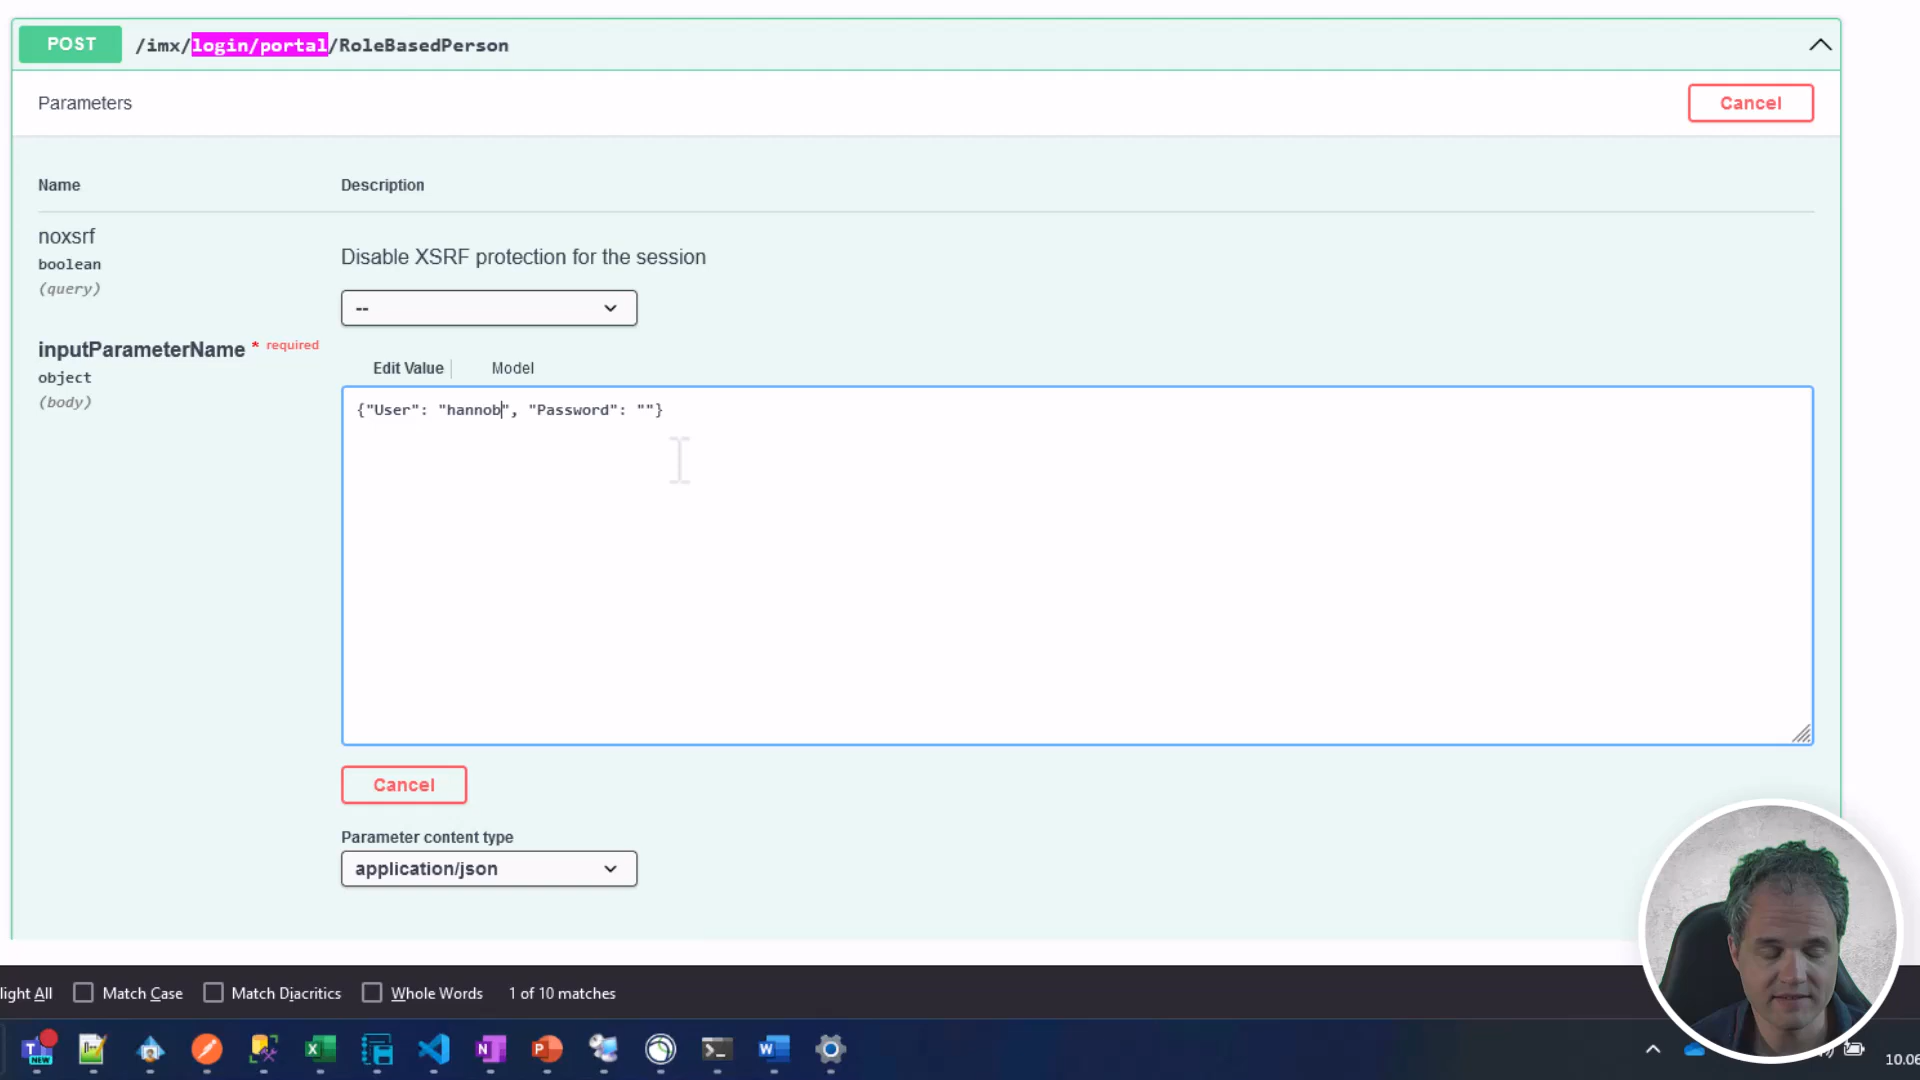 POST /imx/login/portal/RoleBasedPerson
Parameters
Cancel
Name Description
noxsrf
boolean
(query)
Disable XSRF protection for the session
--
inputParameterName * required
object
(body)
Edit Value Model
{"User": "hannob", "Password": ""}
Cancel
Parameter content type
application/json
light All Match Case Match Diacritics Whole Words 1 of 10 matches
10.06